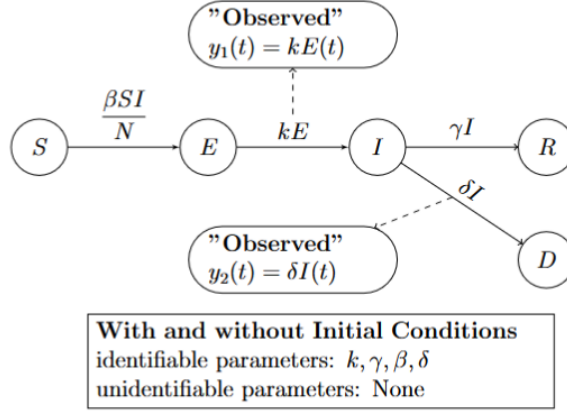 ”Observed”
y₁(t) = kE(t)
βSI
N
S
E
kE
I
γI
R
δI
”Observed”
y₂(t) = δI(t)
D
With and without Initial Conditions
identifiable parameters: k, γ, β, δ
unidentifiable parameters: None